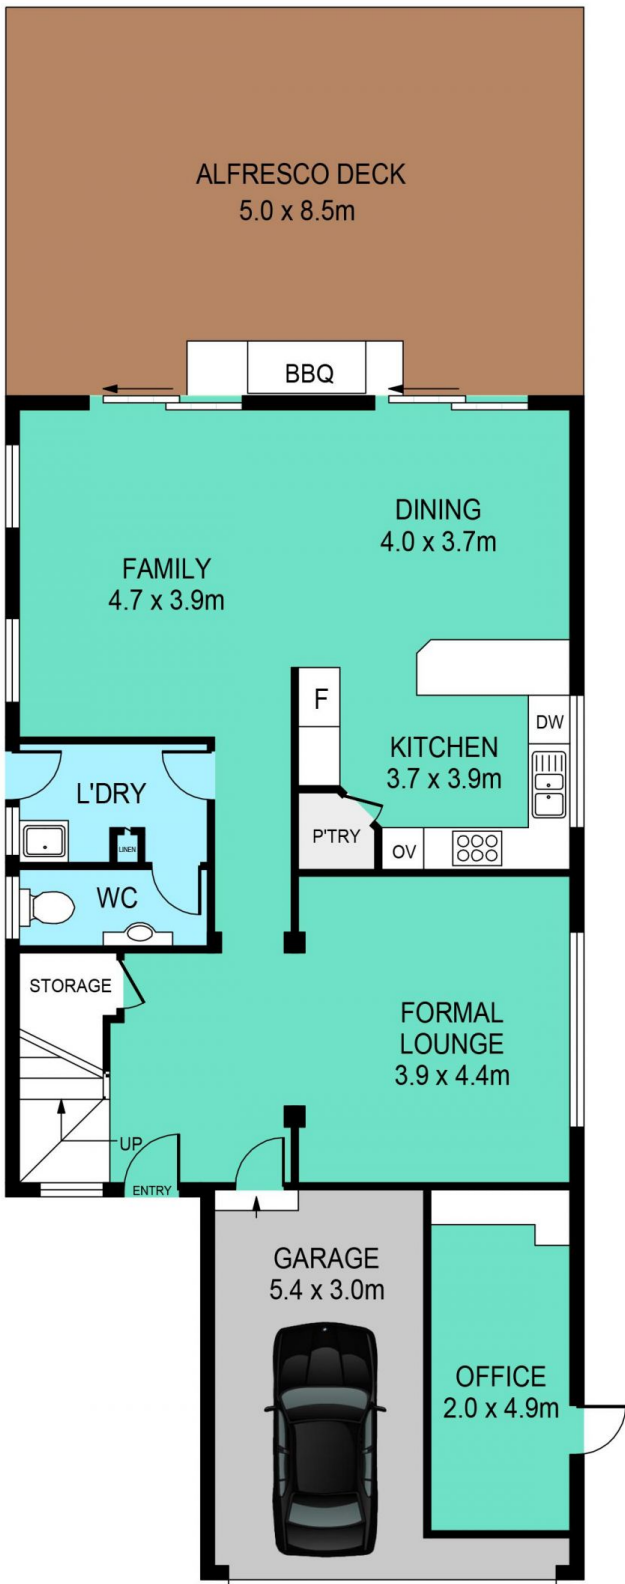 ALFRESCO DECK
5.0 x 8.5m
BBQ
DINING
4.0 x 3.7m
FAMILY
4.7 x 3.9m
F
DW
KITCHEN
3.7 x 3.9m
L'DRY
P'TRY
OV
LINEN
WC
STORAGE
FORMAL
LOUNGE
3.9 x 4.4m
UP
ENTRY
GARAGE
5.4 x 3.0m
OFFICE
2.0 x 4.9m